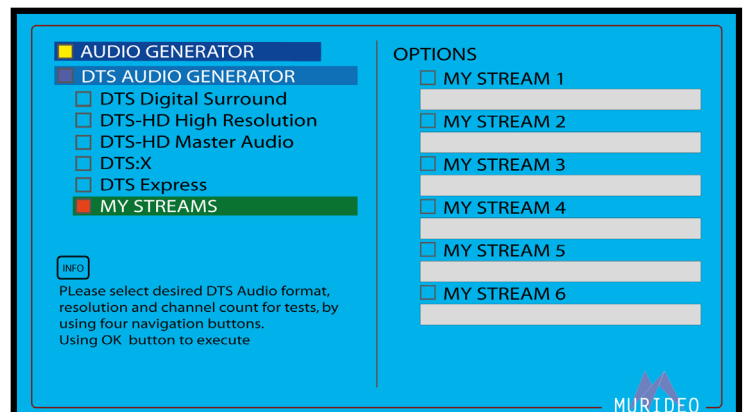 AUDIO GENERATOR
DTS AUDIO GENERATOR
DTS Digital Surround
DTS-HD High Resolution
DTS-HD Master Audio
DTS:X
DTS Express
MY STREAMS
INFO
PLease select desired DTS Audio format,
resolution and channel count for tests, by
using four navigation buttons.
Using OK button to execute
OPTIONS
MY STREAM 1
MY STREAM 2
MY STREAM 3
MY STREAM 4
MY STREAM 5
MY STREAM 6
MURIDEO